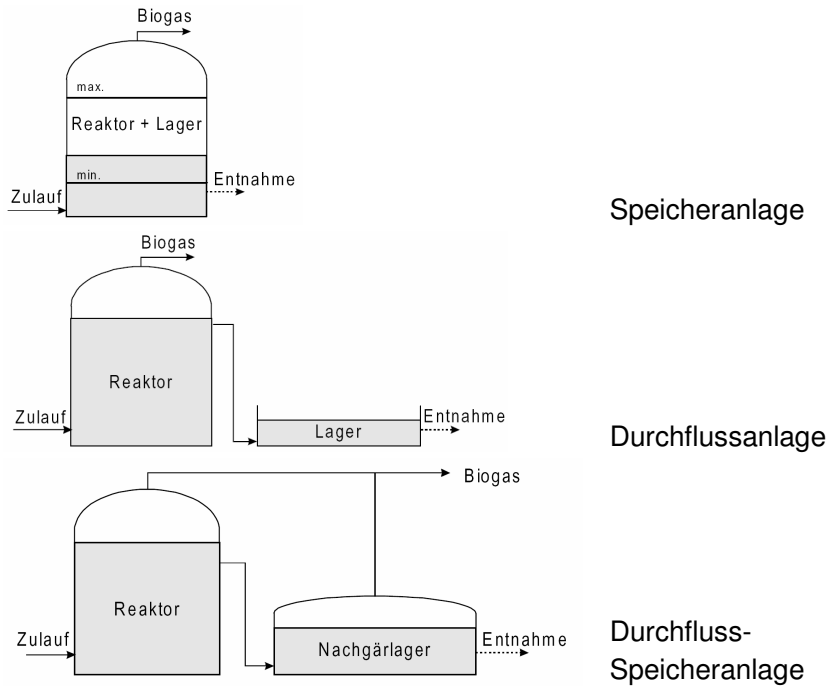 Biogas
max.
Reaktor + Lager
min.
Entnahme
Zulauf
Speicheranlage
Biogas
Reaktor
Zulauf
Entnahme
Lager
Durchflussanlage
Biogas
Reaktor
Zulauf
Nachgärlager
Entnahme
Durchfluss-
Speicheranlage